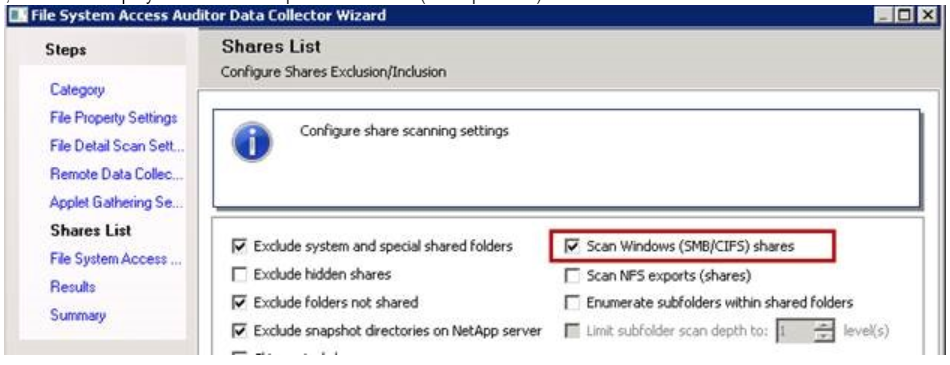 File System Access Auditor Data Collector Wizard
Steps
Category
File Property Settings
File Detail Scan Sett...
Remote Data Collec...
Applet Gathering Se...
Shares List
File System Access ...
Results
Summary
Shares List
Configure Shares Exclusion/Inclusion
Configure share scanning settings
Exclude system and special shared folders
Exclude hidden shares
Exclude folders not shared
Exclude snapshot directories on NetApp server
Scan Windows (SMB/CIFS) shares
Scan NFS exports (shares)
Enumerate subfolders within shared folders
Limit subfolder scan depth to: 1 level(s)